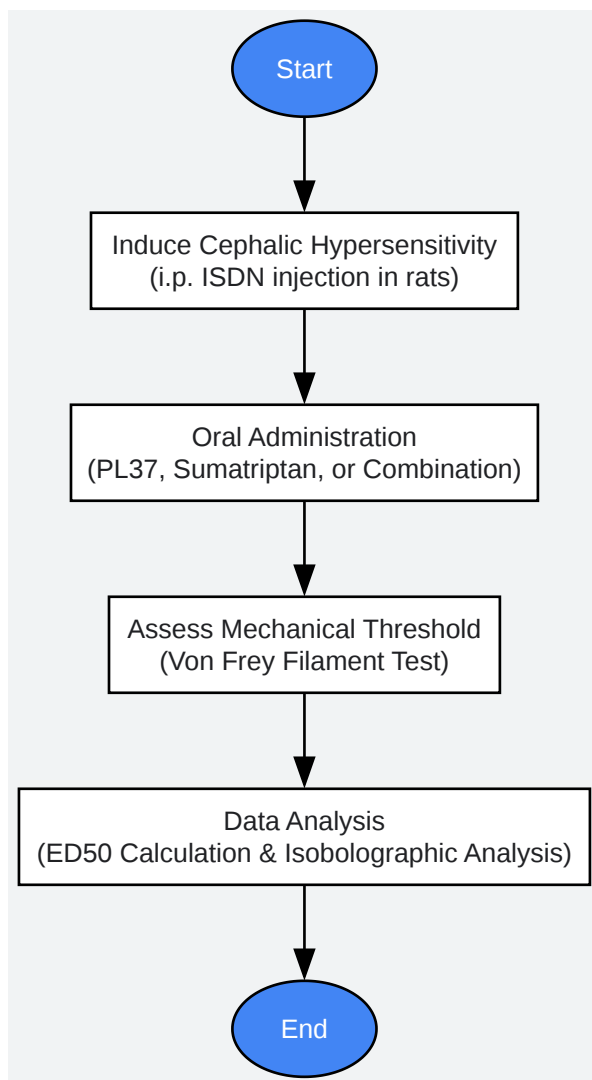 Start
Induce Cephalic Hypersensitivity
(i.p. ISDN injection in rats)
Oral Administration
(PL37, Sumatriptan, or Combination)
Assess Mechanical Threshold
(Von Frey Filament Test)
Data Analysis
(ED50 Calculation & Isobolographic Analysis)
End